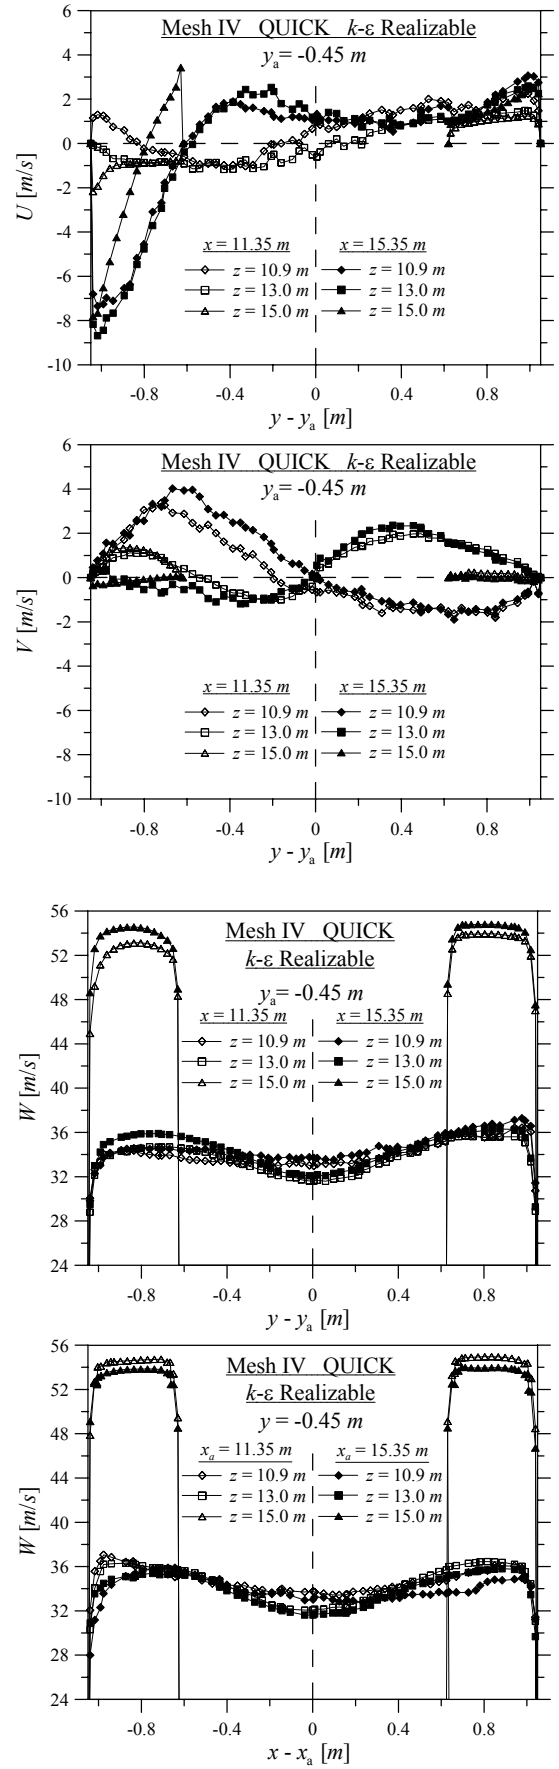 Mesh IV QUICK k-ε Realizable
yₐ = -0.45 m
6
4
2
0
-2
-4
-6
-8
-10
U [m/s]
x = 11.35 m x = 15.35 m
z = 10.9 m z = 10.9 m
z = 13.0 m z = 13.0 m
z = 15.0 m z = 15.0 m
-0.8 -0.4 0 0.4 0.8
y - yₐ [m]
Mesh IV QUICK k-ε Realizable
yₐ= -0.45 m
6
4
2
0
-2
-4
-6
-8
-10
V [m/s]
x = 11.35 m x = 15.35 m
z = 10.9 m z = 10.9 m
z = 13.0 m z = 13.0 m
z = 15.0 m z = 15.0 m
-0.8 -0.4 0 0.4 0.8
y - yₐ [m]
Mesh IV QUICK
k-ε Realizable
yₐ= -0.45 m
56
52
48
44
40
36
32
28
24
W [m/s]
x = 11.35 m x = 15.35 m
z = 10.9 m z = 10.9 m
z = 13.0 m z = 13.0 m
z = 15.0 m z = 15.0 m
-0.8 -0.4 0 0.4 0.8
y - yₐ [m]
Mesh IV QUICK
k-ε Realizable
y = -0.45 m
56
52
48
44
40
36
32
28
24
W [m/s]
xₐ = 11.35 m xₐ = 15.35 m
z = 10.9 m z = 10.9 m
z = 13.0 m z = 13.0 m
z = 15.0 m z = 15.0 m
-0.8 -0.4 0 0.4 0.8
x - xₐ [m]